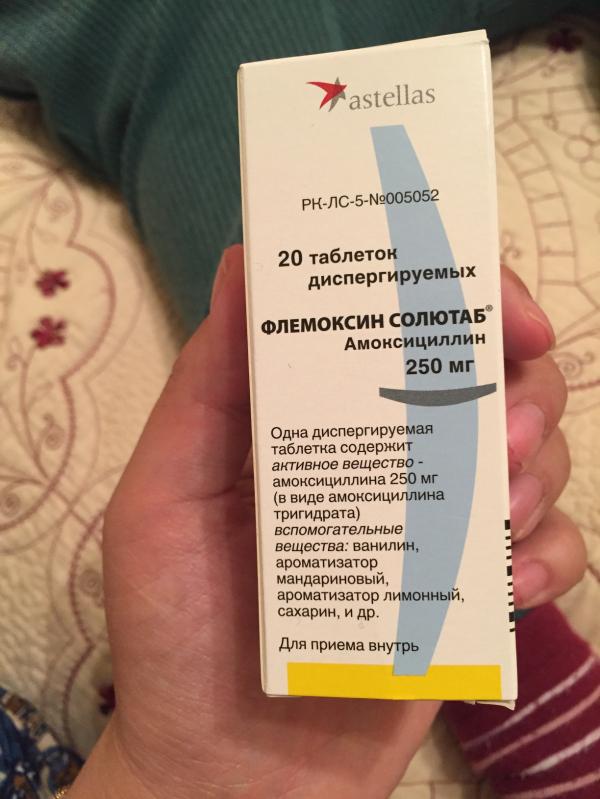 astellas
РК-ЛС-5-№005052
20 таблеток
диспергируемых
ФЛЕМОКСИН СОЛЮТАБ®
Амоксициллин
250 мг
Одна диспергируемая
таблетка содержит
активное вещество -
амоксициллина 250 мг
(в виде амоксициллина
тригидрата)
вспомогательные
вещества: ванилин,
ароматизатор
мандариновый,
ароматизатор лимонный,
сахарин, и др.
Для приема внутрь